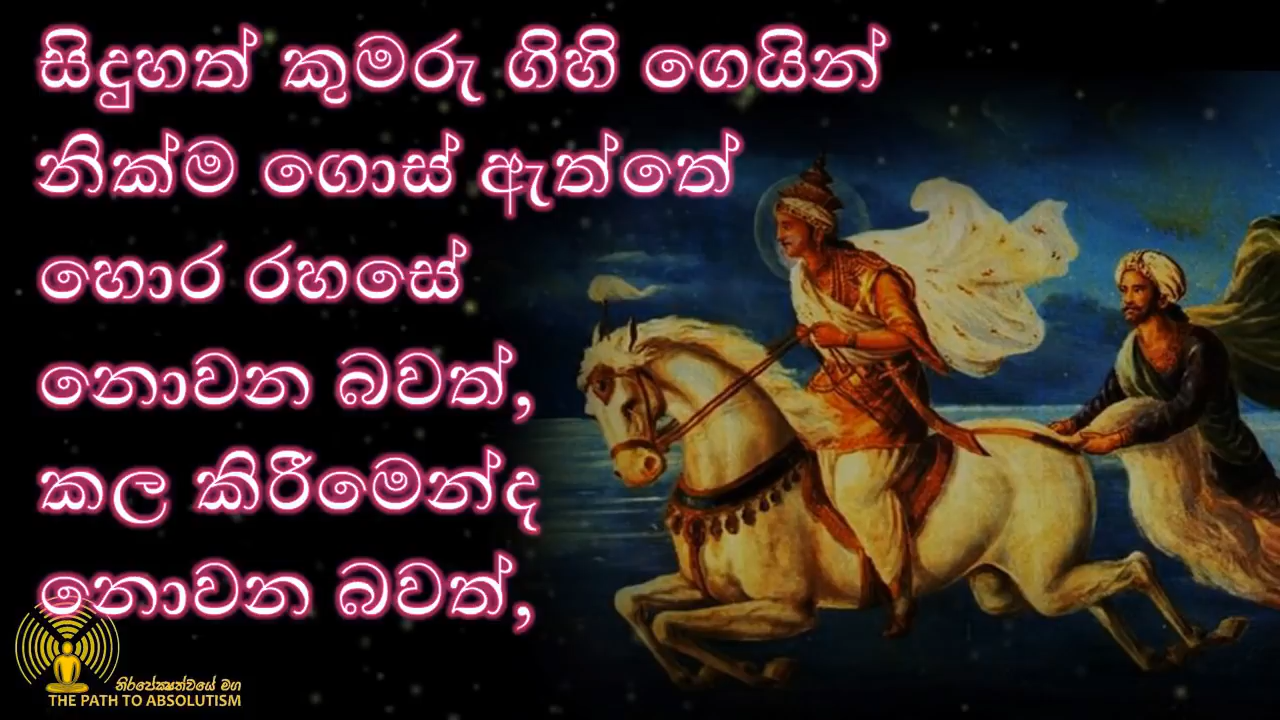 සිදුහත් කුමරු ගිහි ගෙයින්
නික්ම ගොස් ඇත්තේ
හොර රහසේ
නොවන බවත්,
කල කිරීමෙන්ද
නොවන බවත්,
නිරපේක්‍ෂත්වයේ මග
THE PATH TO ABSOLUTISM